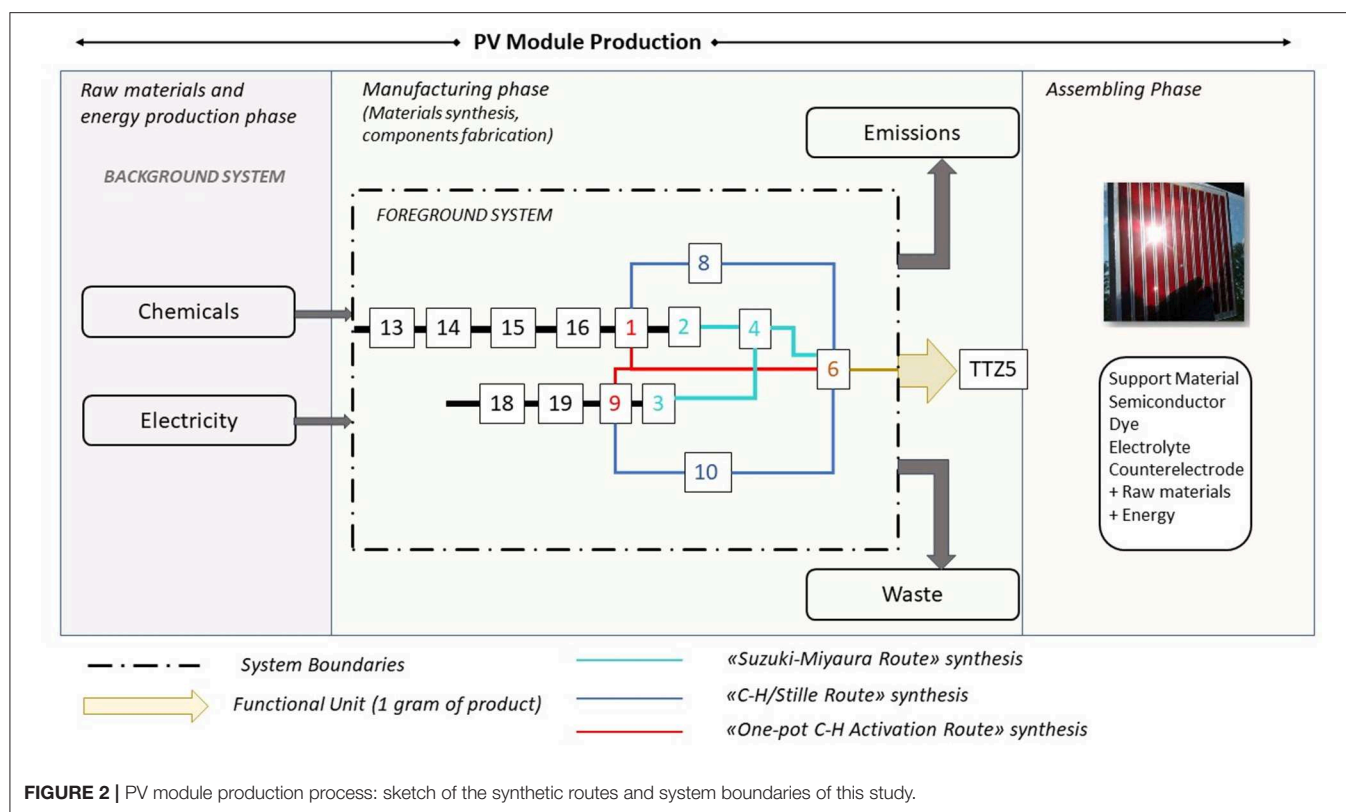 PV Module Production
Raw materials and
energy production phase
BACKGROUND SYSTEM
Chemicals
Electricity
Manufacturing phase
(Materials synthesis,
components fabrication)
FOREGROUND SYSTEM
8
13 14 15 16 1 2 4
6
18 19 9 3
10
Emissions
Waste
TTZ5
Assembling Phase
Support Material
Semiconductor
Dye
Electrolyte
Counterelectrode
+ Raw materials
+ Energy
System Boundaries
Functional Unit (1 gram of product)
«Suzuki-Miyaura Route» synthesis
«C-H/Stille Route» synthesis
«One-pot C-H Activation Route» synthesis
FIGURE 2 | PV module production process: sketch of the synthetic routes and system boundaries of this study.